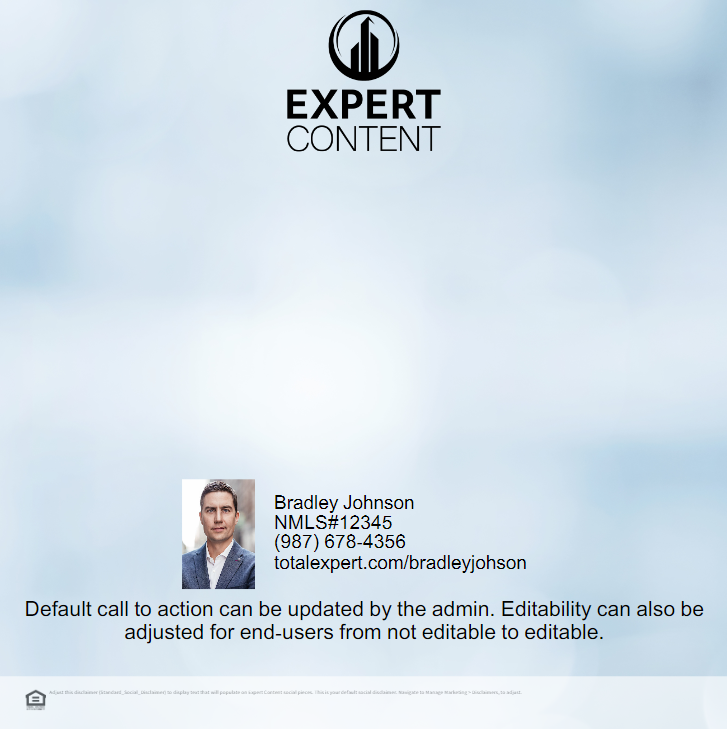 EXPERT
CONTENT
Bradley Johnson
NMLS#12345
(987) 678-4356
totalexpert.com/bradleyjohson
Default call to action can be updated by the admin. Editability can also be
adjusted for end-users from not editable to editable.
Adjust this disclaimer (Standard_Social_Disclaimer) to display text that will populate on Expert Content social pieces. This is your default social disclaimer. Navigate to Manage Marketing > Disclaimers, to adjust.